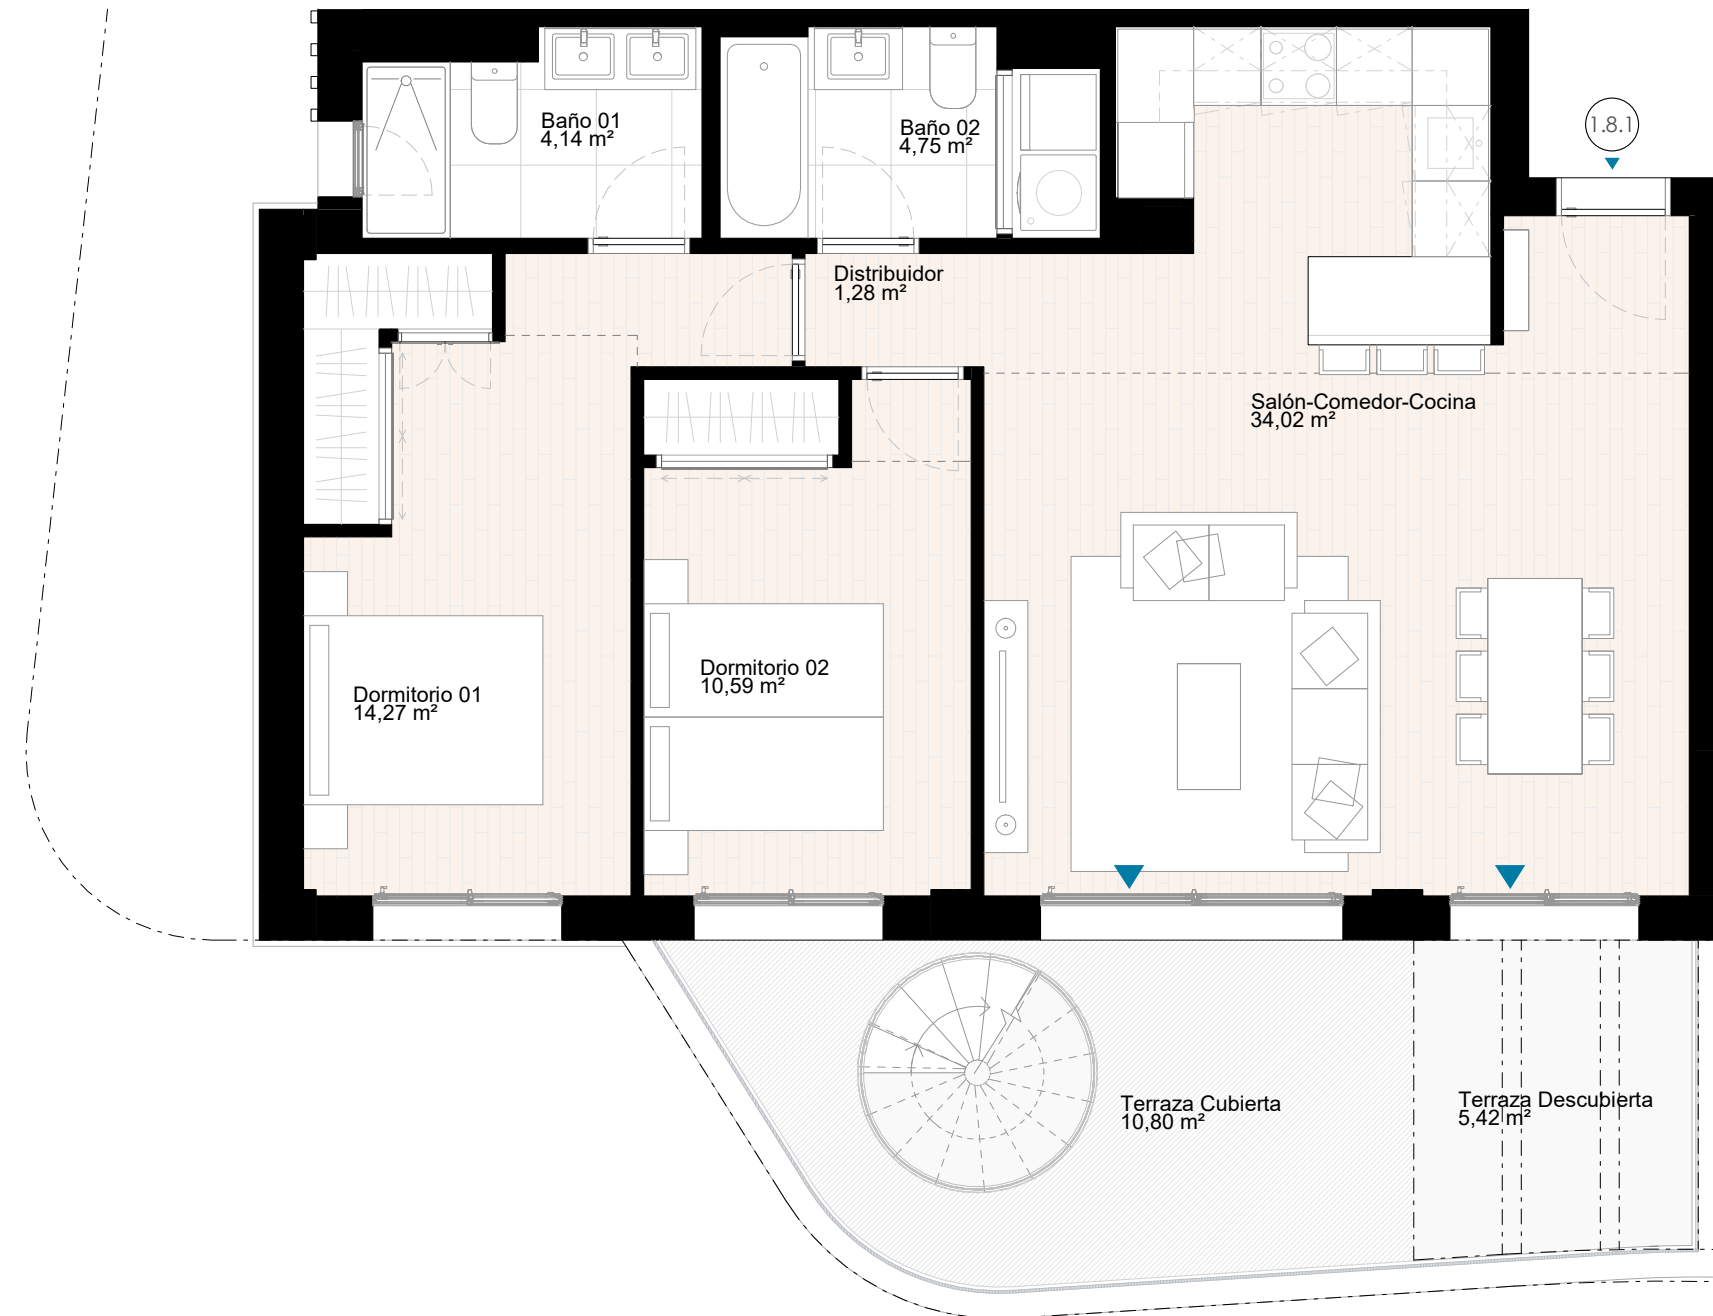 Baño 01
4,14 m²
Baño 02
4,75 m²
1.8.1
Distribuidor
1,28 m²
Salón-Comedor-Cocina
34,02 m²
Dormitorio 01
14,27 m²
Dormitorio 02
10,59 m²
Terraza Cubierta
10,80 m²
Terraza Descubierta
5,42 m²